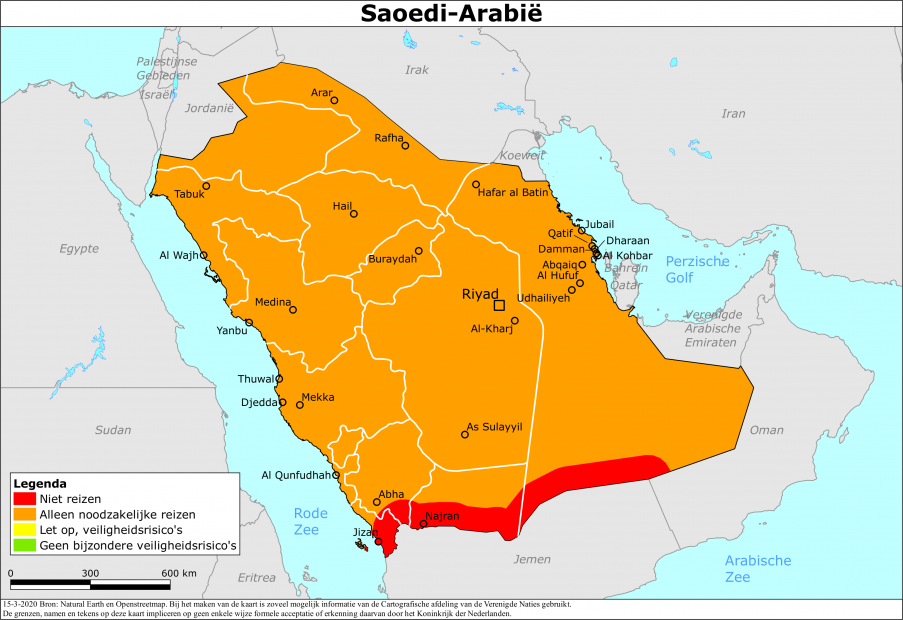 Saoedi-Arabië
Palestijnse
Gebieden
Israël
Jordanië
Irak
Iran
Arar
Rafha
Koeweit
Tabuk
Hail
Hafar al Batin
Jubail
Qatif
Dharaan
Egypte
Al Wajh
Buraydah
Damman
Al Kohbar
Abqaiq
Bahrein
Perzische
Golf
Al Hufuf
Qatar
Riyad
Udhailiyeh
Medina
Yanbu
Al-Kharj
Verenigde
Arabische
Emiraten
Thuwal
Djedda
Mekka
Sudan
As Sulayyil
Oman
Al Qunfudhah
Abha
Rode
Zee
Najran
Jizan
Jemen
Arabische
Zee
Eritrea
Legenda
Niet reizen
Alleen noodzakelijke reizen
Let op, veiligheidsrisico's
Geen bijzondere veiligheidsrisico's
0 300 600 km
15-3-2020 Bron: Natural Earth en Openstreetmap. Bij het maken van de kaart is zoveel mogelijk informatie van de Cartografische afdeling van de Verenigde Naties gebruikt.
De grenzen, namen en tekens op deze kaart impliceren op geen enkele wijze formele acceptatie of erkenning daarvan door het Koninkrijk der Nederlanden.